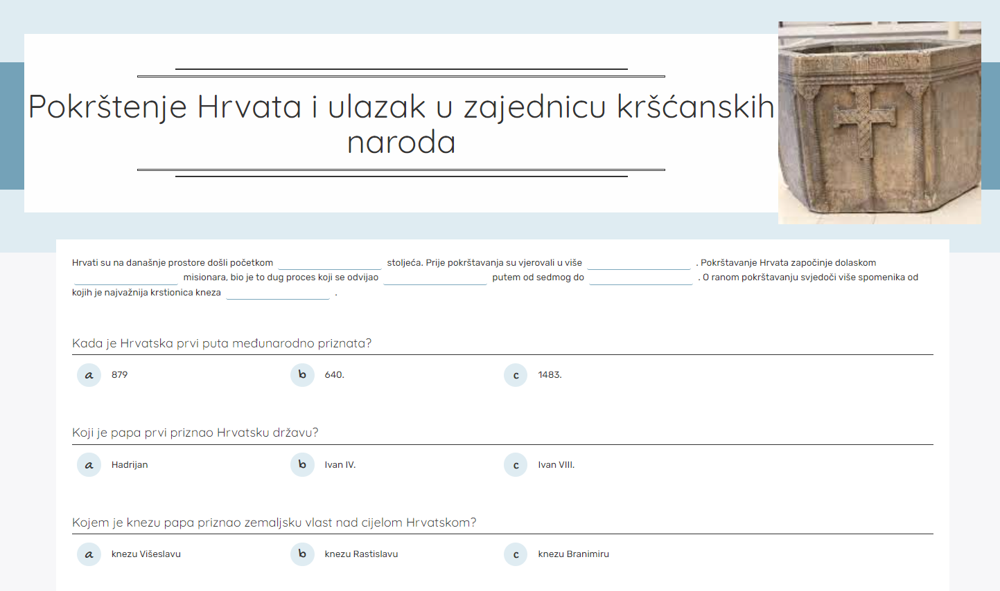 Pokrštenje Hrvata i ulazak u zajednicu kršćanskih
naroda
Hrvati su na današnje prostore došli početkom stoljeća. Prije pokrštavanja su vjerovali u više . Pokrštavanje Hrvata započinje dolaskom
misionara, bio je to dug proces koji se odvijao putem od sedmog do . O ranom pokrštavanju svjedoči više spomenika od
kojih je najvažnija krstionica kneza .
Kada je Hrvatska prvi puta međunarodno priznata?
a 879 b 640. c 1483.
Koji je papa prvi priznao Hrvatsku državu?
a Hadrijan b Ivan IV. c Ivan VIII.
Kojem je knezu papa priznao zemaljsku vlast nad cijelom Hrvatskom?
a knezu Višeslavu b knezu Rastislavu c knezu Branimiru